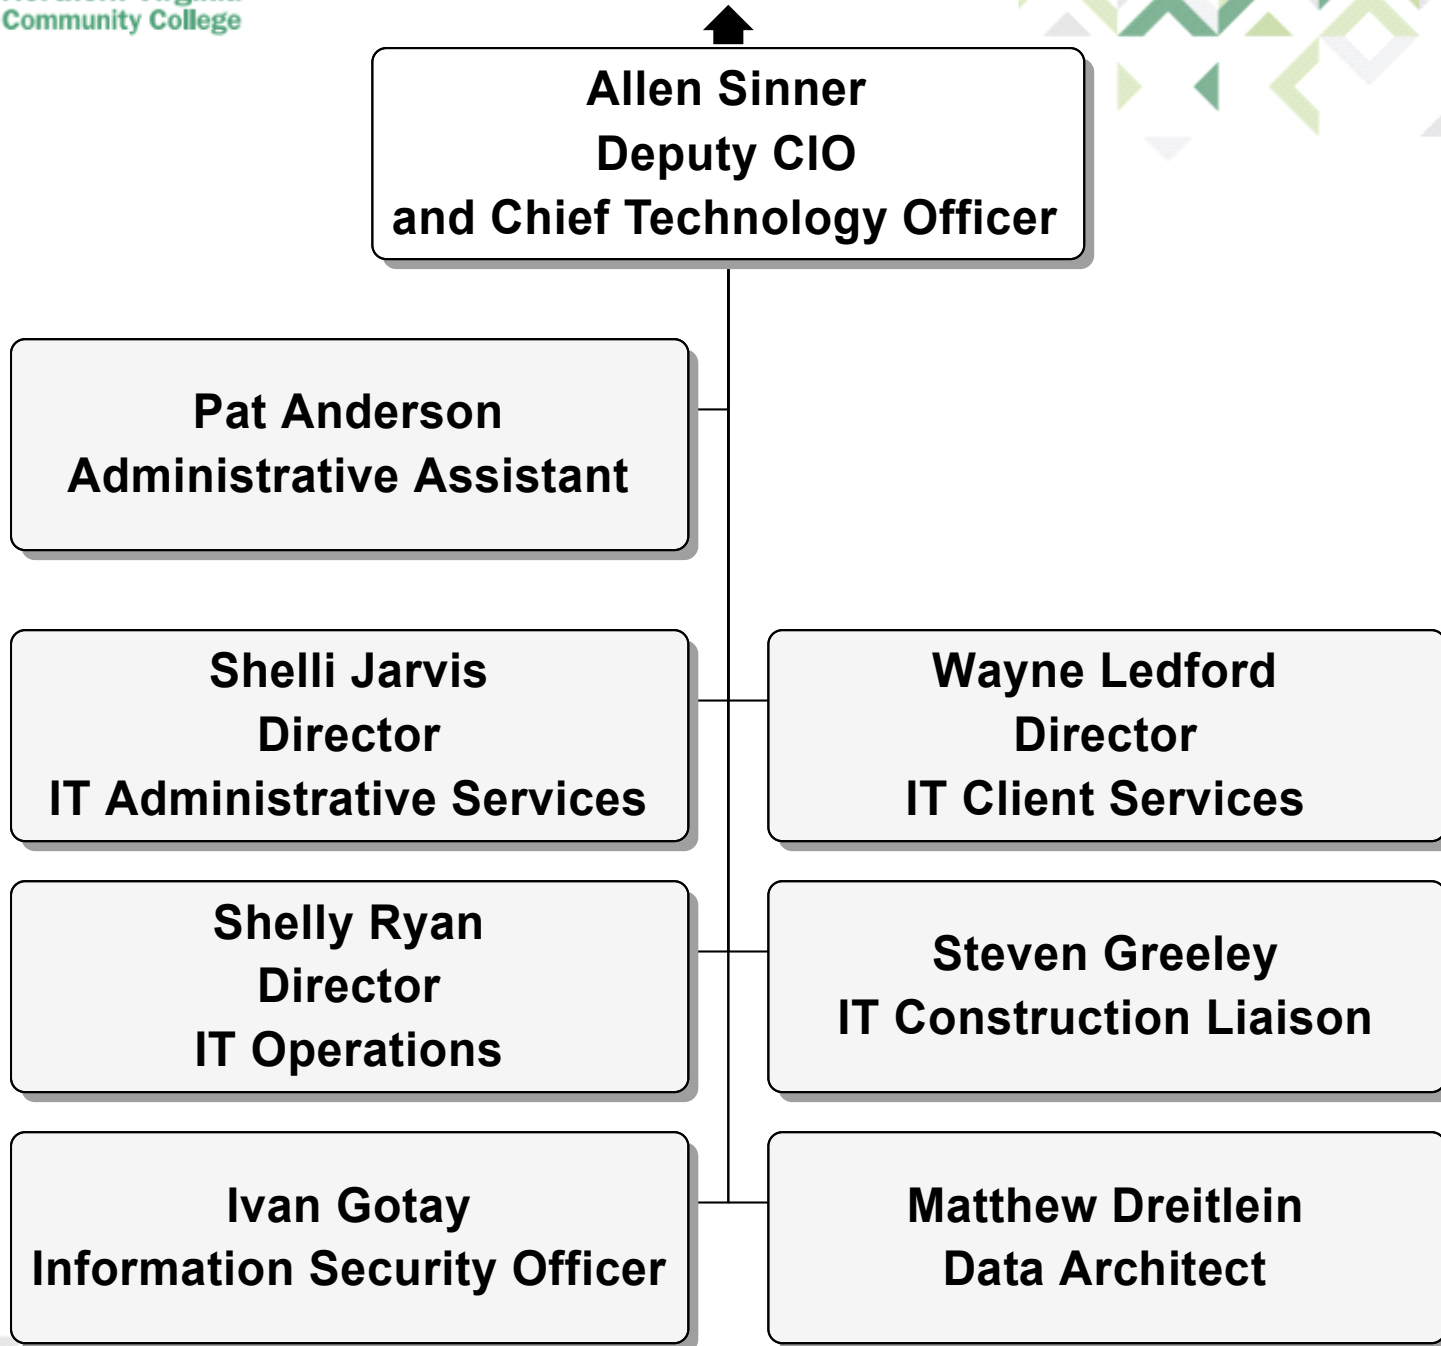 Community College
Allen Sinner
Deputy CIO
and Chief Technology Officer
Pat Anderson
Administrative Assistant
Shelli Jarvis
Director
IT Administrative Services
Wayne Ledford
Director
IT Client Services
Shelly Ryan
Director
IT Operations
Steven Greeley
IT Construction Liaison
Ivan Gotay
Information Security Officer
Matthew Dreitlein
Data Architect